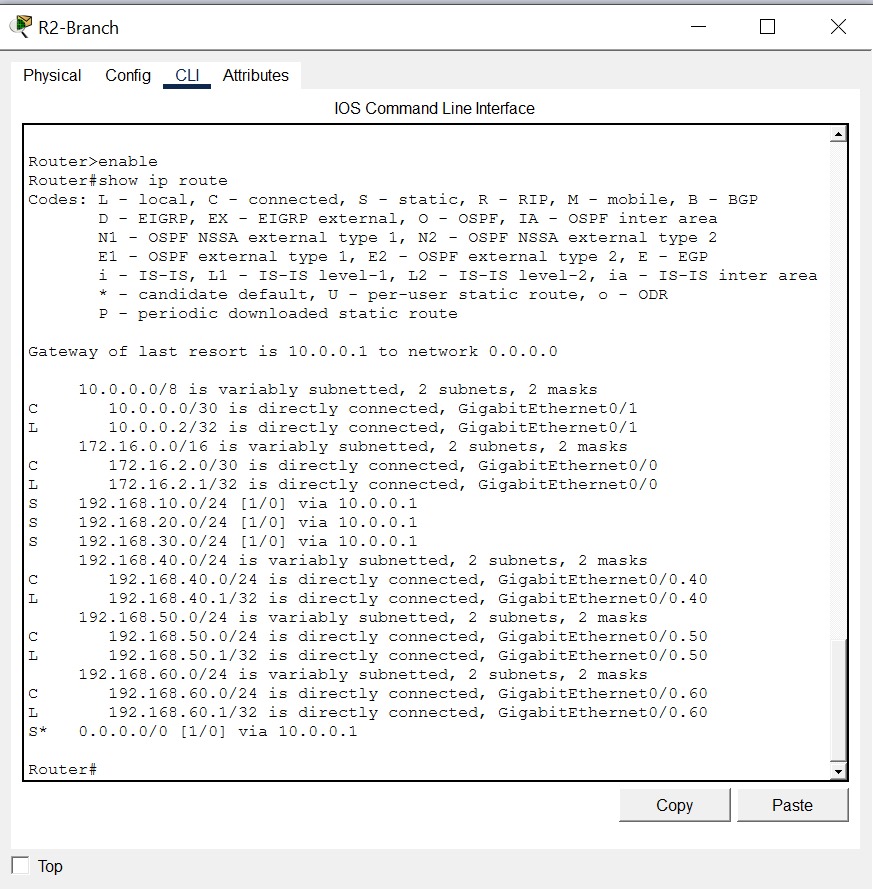 R2-Branch
Physical Config CLI Attributes
IOS Command Line Interface
Router>enable
Router#show ip route
Codes: L - local, C - connected, S - static, R - RIP, M - mobile, B - BGP
       D - EIGRP, EX - EIGRP external, O - OSPF, IA - OSPF inter area
       N1 - OSPF NSSA external type 1, N2 - OSPF NSSA external type 2
       E1 - OSPF external type 1, E2 - OSPF external type 2, E - EGP
       i - IS-IS, L1 - IS-IS level-1, L2 - IS-IS level-2, ia - IS-IS inter area
       * - candidate default, U - per-user static route, o - ODR
       P - periodic downloaded static route
Gateway of last resort is 10.0.0.1 to network 0.0.0.0
     10.0.0.0/8 is variably subnetted, 2 subnets, 2 masks
C       10.0.0.0/30 is directly connected, GigabitEthernet0/1
L       10.0.0.2/32 is directly connected, GigabitEthernet0/1
     172.16.0.0/16 is variably subnetted, 2 subnets, 2 masks
C       172.16.2.0/30 is directly connected, GigabitEthernet0/0
L       172.16.2.1/32 is directly connected, GigabitEthernet0/0
S    192.168.10.0/24 [1/0] via 10.0.0.1
S    192.168.20.0/24 [1/0] via 10.0.0.1
S    192.168.30.0/24 [1/0] via 10.0.0.1
     192.168.40.0/24 is variably subnetted, 2 subnets, 2 masks
C       192.168.40.0/24 is directly connected, GigabitEthernet0/0.40
L       192.168.40.1/32 is directly connected, GigabitEthernet0/0.40
     192.168.50.0/24 is variably subnetted, 2 subnets, 2 masks
C       192.168.50.0/24 is directly connected, GigabitEthernet0/0.50
L       192.168.50.1/32 is directly connected, GigabitEthernet0/0.50
     192.168.60.0/24 is variably subnetted, 2 subnets, 2 masks
C       192.168.60.0/24 is directly connected, GigabitEthernet0/0.60
L       192.168.60.1/32 is directly connected, GigabitEthernet0/0.60
S*   0.0.0.0/0 [1/0] via 10.0.0.1
Router#
Copy Paste
Top